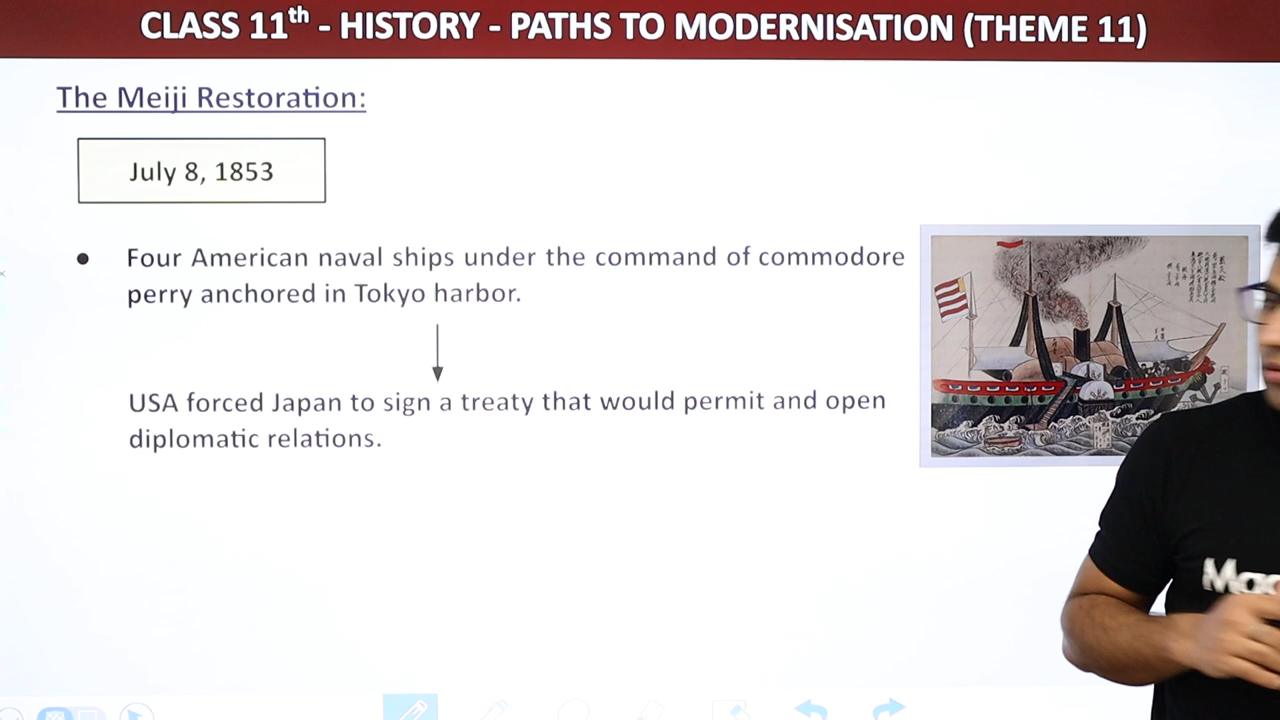 CLASS 11th - HISTORY - PATHS TO MODERNISATION (THEME 11)
The Meiji Restoration:
July 8, 1853
Four American naval ships under the command of commodore
perry anchored in Tokyo harbor.
USA forced Japan to sign a treaty that would permit and open
diplomatic relations.